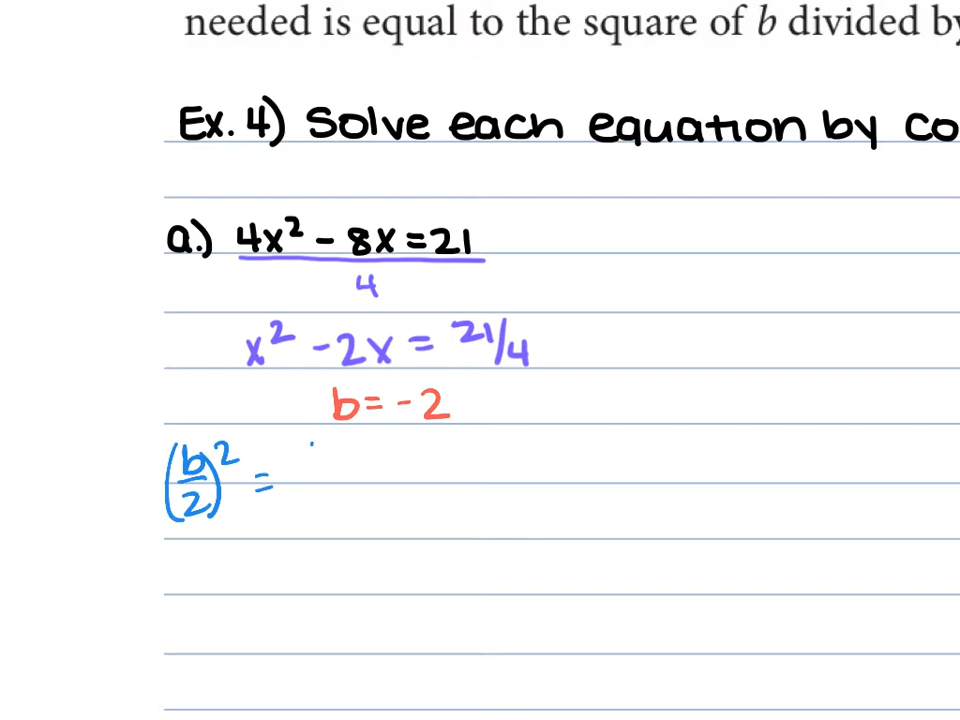 needed is equal to the square of b divided by
Ex. 4) Solve each equation by co
a.) 4x² - 8x = 21
4
x² - 2x = 21/4
b = -2
(b/2)² =